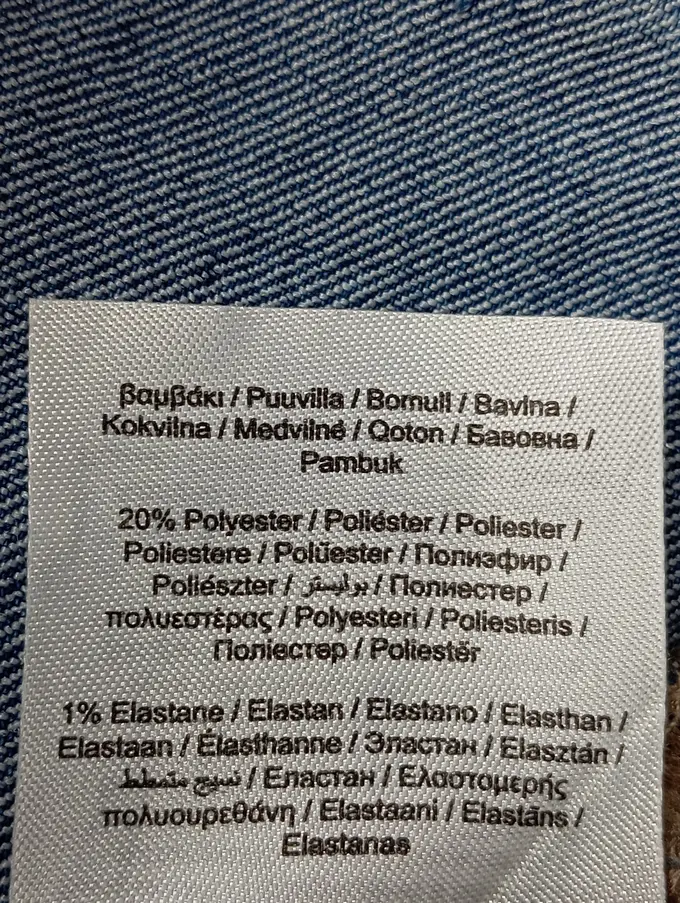 βαμβάκι / Puuvilla / Bomull / Bavlna /
Kokvilna / Medvilnė / Qoton / Бавовна /
Pambuk
20% Polyester / Poliéster / Poliester /
Poliestere / Polüester / Полиэфир /
Poliészter / بوليستر / Полиестер /
πολυεστέρας / Polyesteri / Poliesteris /
Поліестер / Poliestër
1% Elastane / Elastan / Elastano / Elasthan /
Elastaan / Élasthanne / Эластан / Elasztán /
نسيج متمطط / Еластан / Ελαστομερής
πολυουρεθάνη / Elastaani / Elastāns /
Elastanas